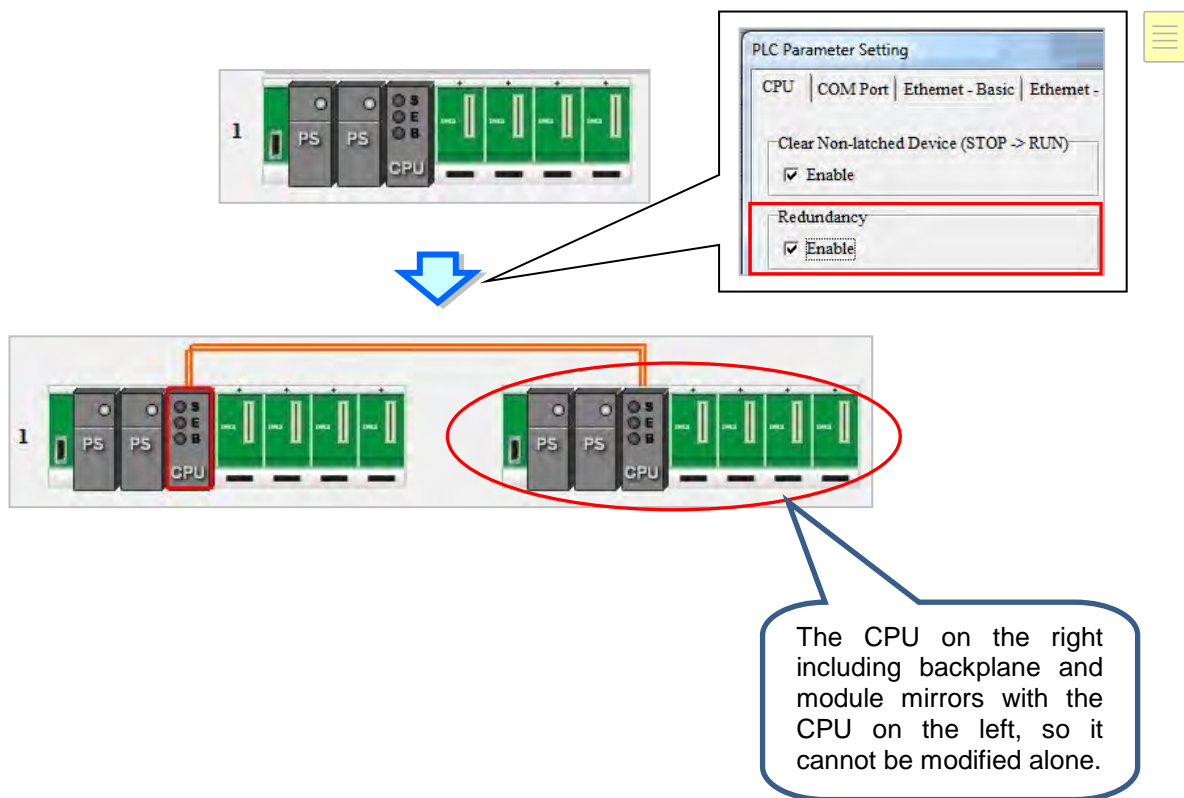 PLC Parameter Setting
CPU COM Port Ethernet - Basic Ethernet -
Clear Non-latched Device (STOP -> RUN)
Enable
Redundancy
Enable
1
PS PS CPU
S
E
B
1
PS PS CPU
S
E
B
PS PS CPU
S
E
B
The CPU on the right
including backplane and
module mirrors with the
CPU on the left, so it
cannot be modified alone.